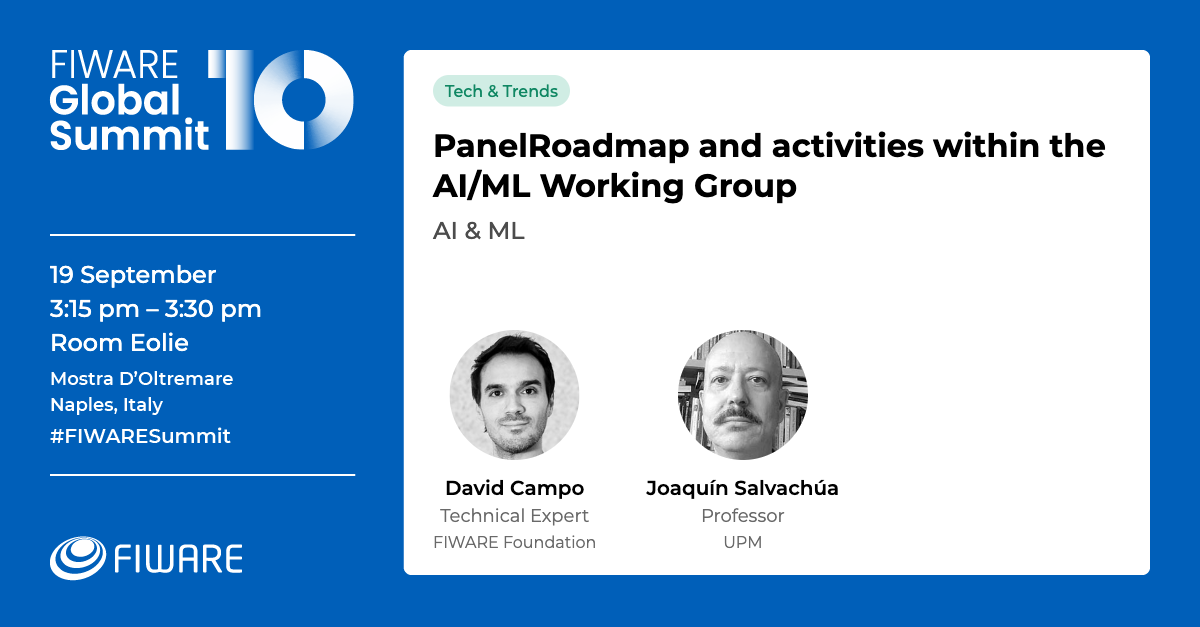 FIWARE
Global
Summit
10
19 September
3:15 pm – 3:30 pm
Room Eolie
Mostra D’Oltremare
Naples, Italy
#FIWARESummit
FIWARE
Tech & Trends
PanelRoadmap and activities within the
AI/ML Working Group
AI & ML
David Campo
Technical Expert
FIWARE Foundation
Joaquín Salvachúa
Professor
UPM